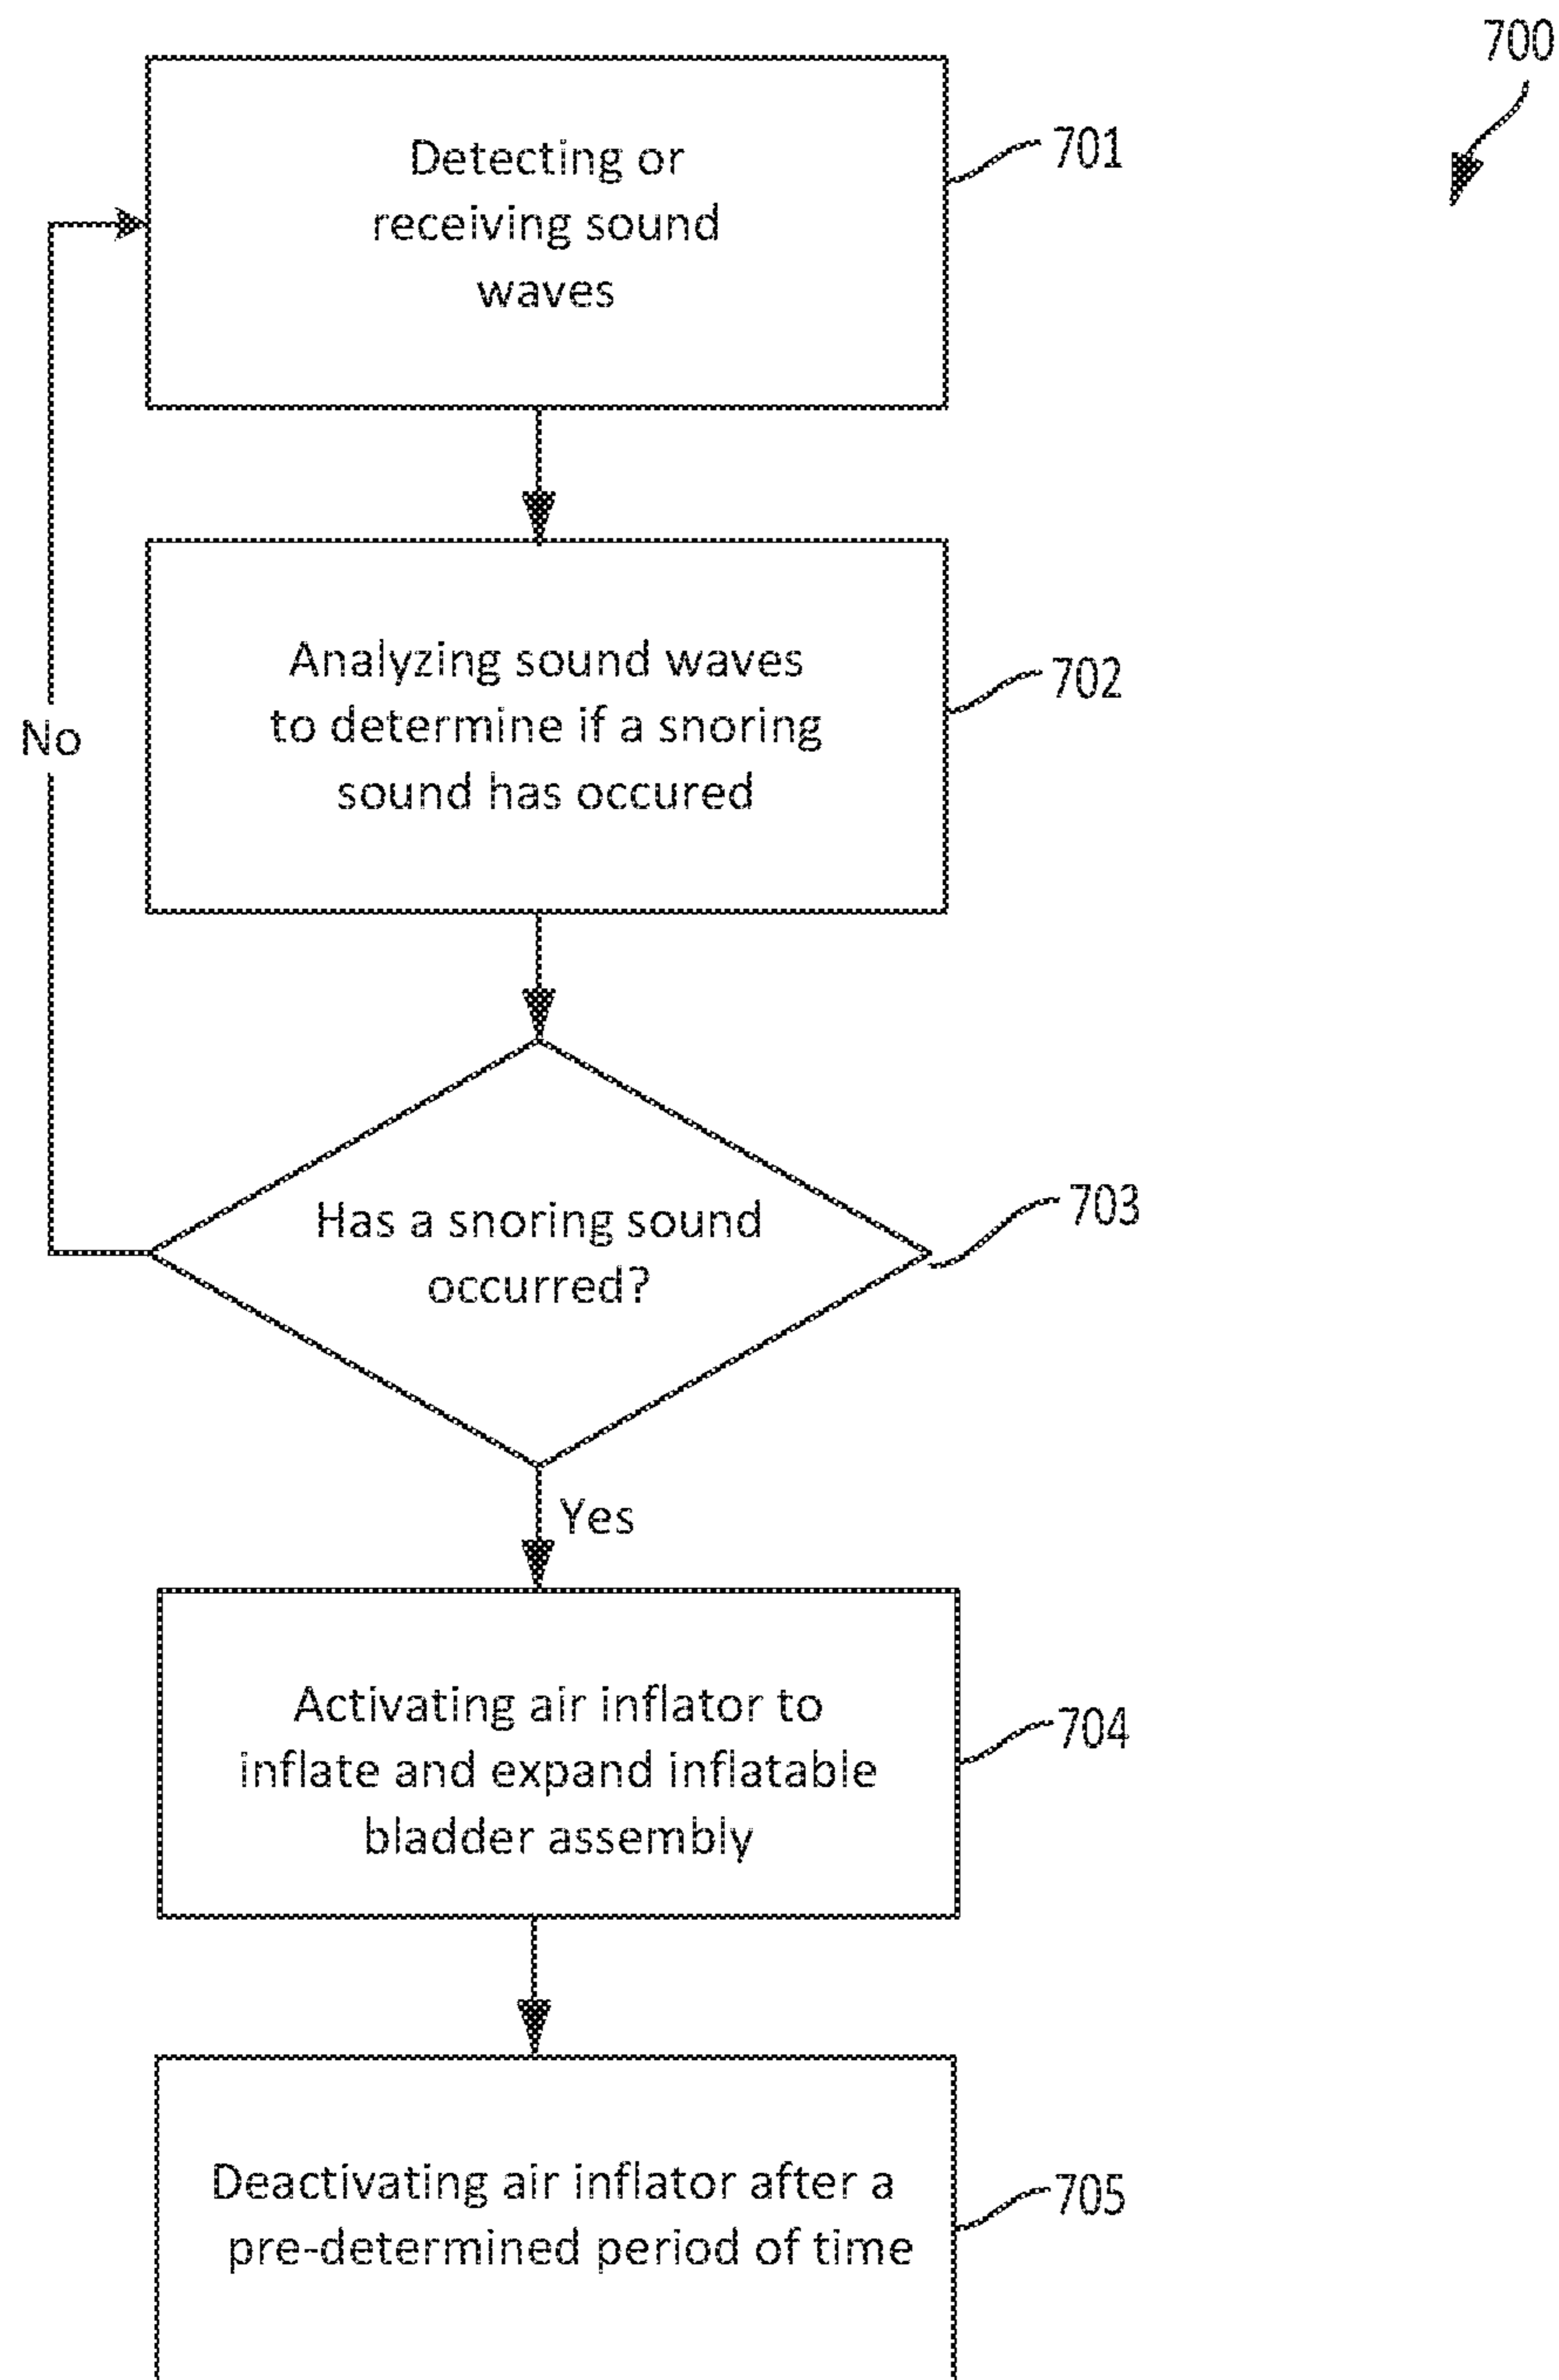 700
Detecting or
receiving sound
waves
701
Analyzing sound waves
to determine if a snoring
sound has occured
702
No
Has a snoring sound
occurred?
703
Yes
Activating air inflator to
inflate and expand inflatable
bladder assembly
704
Deactivating air inflator after a
pre-determined period of time
705